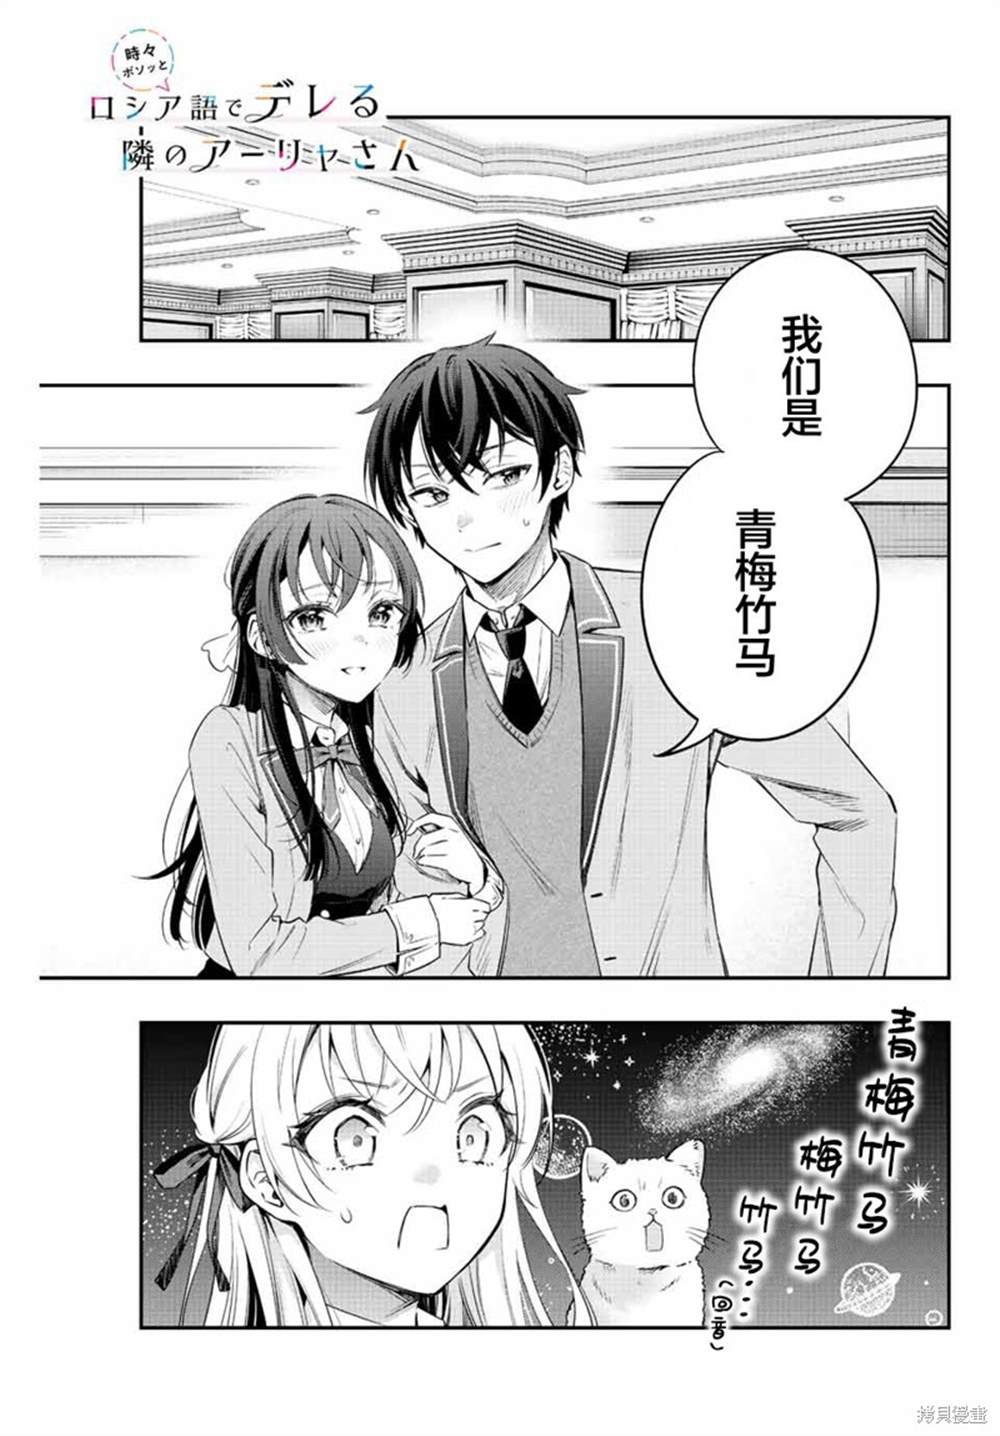 時々
ボソッと
ロシア語でデレる
隣のアーリャさん
我们是
青梅竹马
青梅竹马
梅竹马
竹马…
(回音)
拷貝漫畫